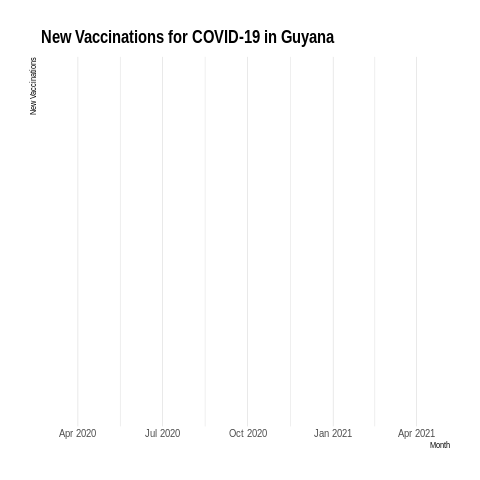 New Vaccinations for COVID-19 in Guyana
New Vaccinations
Apr 2020 Jul 2020 Oct 2020 Jan 2021 Apr 2021
Month